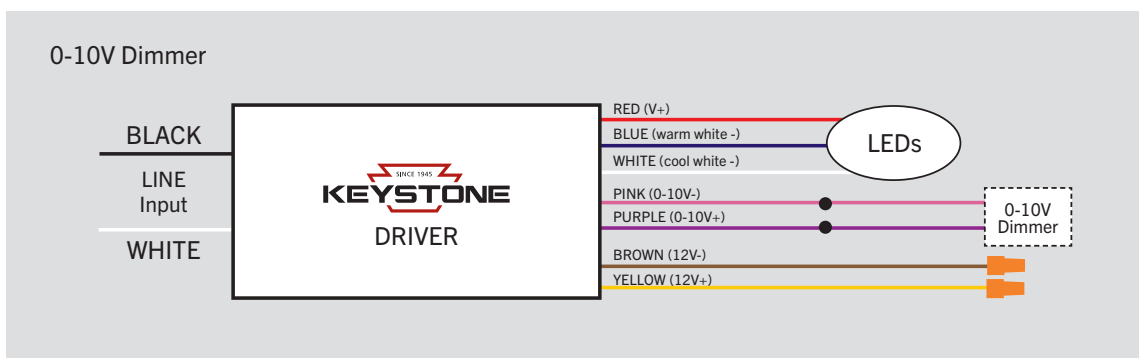 0-10V Dimmer
BLACK
LINE
Input
WHITE
SINCE 1945
KEYSTONE
DRIVER
RED (V+)
BLUE (warm white -)
WHITE (cool white -)
LEDs
PINK (0-10V-)
PURPLE (0-10V+)
0-10V
Dimmer
BROWN (12V-)
YELLOW (12V+)